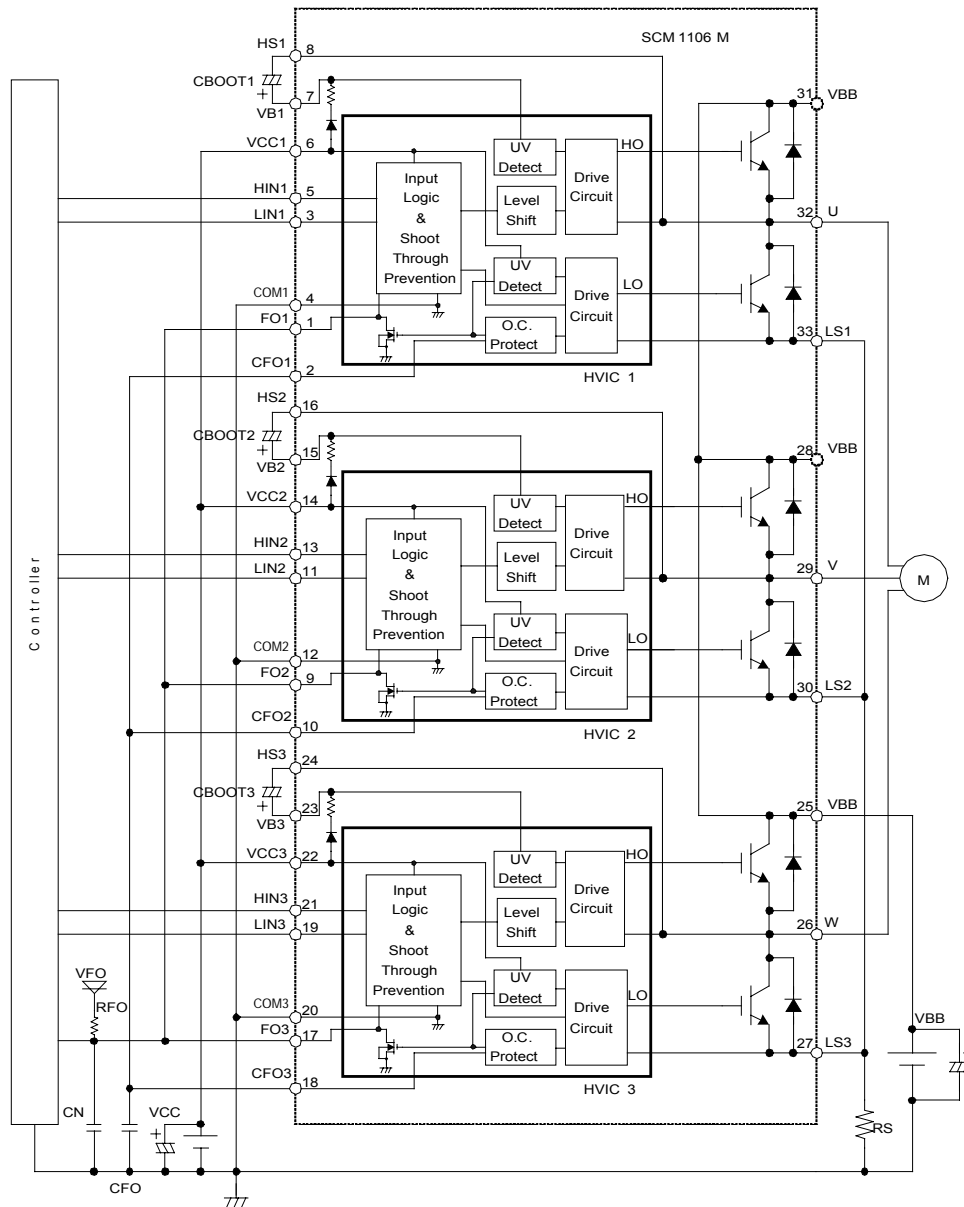 SCM 1106 M
HS1
8
CBOOT1
+
7
VB1
31
VBB
VCC1
6
UV
Detect
HO
Drive
Circuit
Input
Logic
&
Shoot
Through
Prevention
Level
Shift
HIN1
5
LIN1
3
32
U
UV
Detect
LO
Drive
Circuit
COM1
4
FO1
1
O.C.
Protect
33
LS1
CFO1
2
HVIC 1
HS2
16
CBOOT2
+
15
VB2
28
VBB
VCC2
14
UV
Detect
HO
Drive
Circuit
Input
Logic
&
Shoot
Through
Prevention
Level
Shift
HIN2
13
LIN2
11
29
V
M
Controller
UV
Detect
LO
Drive
Circuit
COM2
12
FO2
9
O.C.
Protect
30
LS2
CFO2
10
HVIC 2
HS3
24
CBOOT3
+
23
VB3
25
VBB
VCC3
22
UV
Detect
HO
Drive
Circuit
Input
Logic
&
Shoot
Through
Prevention
Level
Shift
HIN3
21
LIN3
19
26
W
VFO
RFO
UV
Detect
LO
Drive
Circuit
COM3
20
FO3
17
O.C.
Protect
27
LS3
VBB
CFO3
18
HVIC 3
CN
VCC
+
RS
CFO